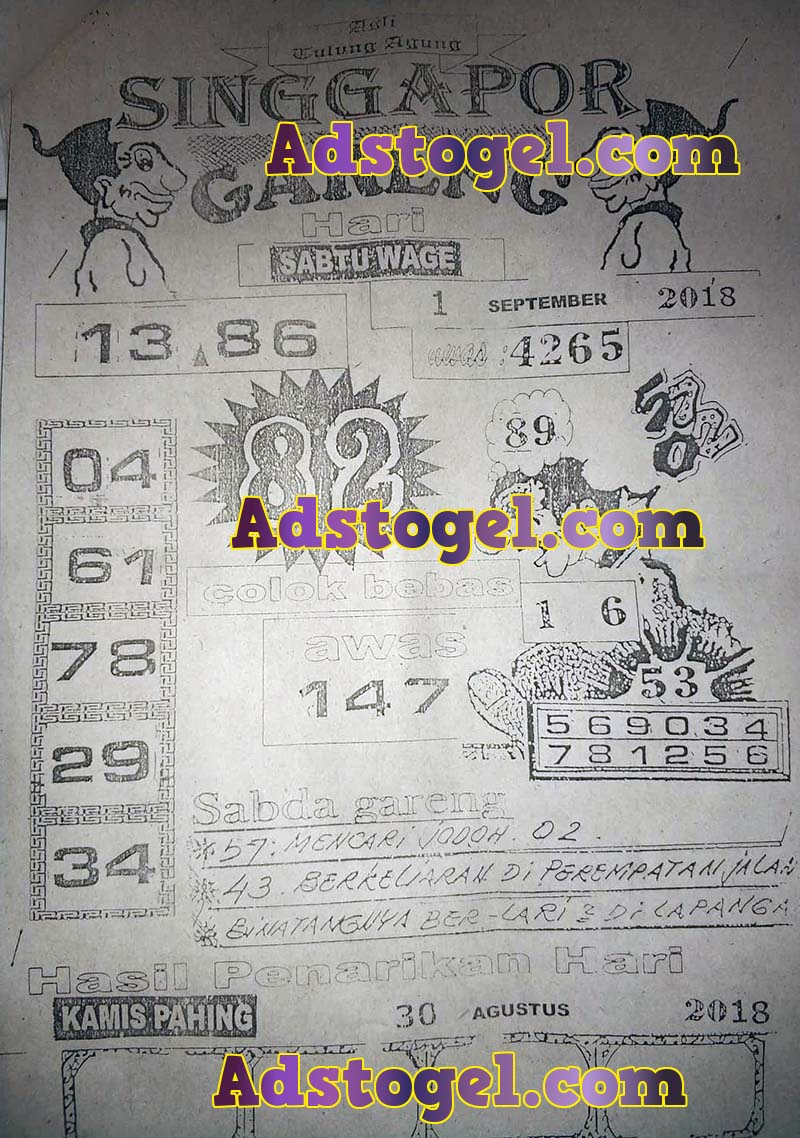 Asli
Tulung Agung
SINGGAPOR
Adstogel.com
GARENG
Hari
SABTU WAGE
1 SEPTEMBER 2018
13 86
awas : 4265
04
61
78
29
34
82
89
5770
Adstogel.com
colok bebas
1 6
awas
147
53
569034
781256
Sabda gareng
* 57: MENCARI JODOH. 02.
* 43. BERKELIARAN DI PEREMPATAN JALAN
* BINATANGNYA BER-LARI 2 DI LAPANGA
Hasil Penarikan Hari
KAMIS PAHING 30 AGUSTUS 2018
Adstogel.com